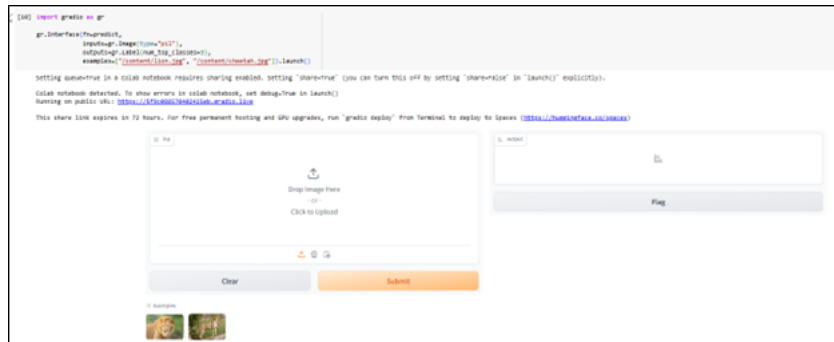 [10] import gradio as gr
gr.Interface(fn=predict,
inputs=gr.Image(type="pil"),
outputs=gr.Label(num_top_classes=3),
examples=["/content/lion.jpg", "/content/cheetah.jpg"]).launch()
Setting queue=True in a Colab notebook requires sharing enabled. Setting `share=True` (you can turn this off by setting `share=False` in `launch()` explicitly).
Colab notebook detected. To show errors in colab notebook, set debug=True in launch()
Running on public URL:
This share link expires in 72 hours. For free permanent hosting and GPU upgrades, run `gradio deploy` from Terminal to deploy to Spaces (https://huggingface.co/spaces)
output
Drop Image Here
- or -
Click to Upload
Flag
Clear
Submit
Examples